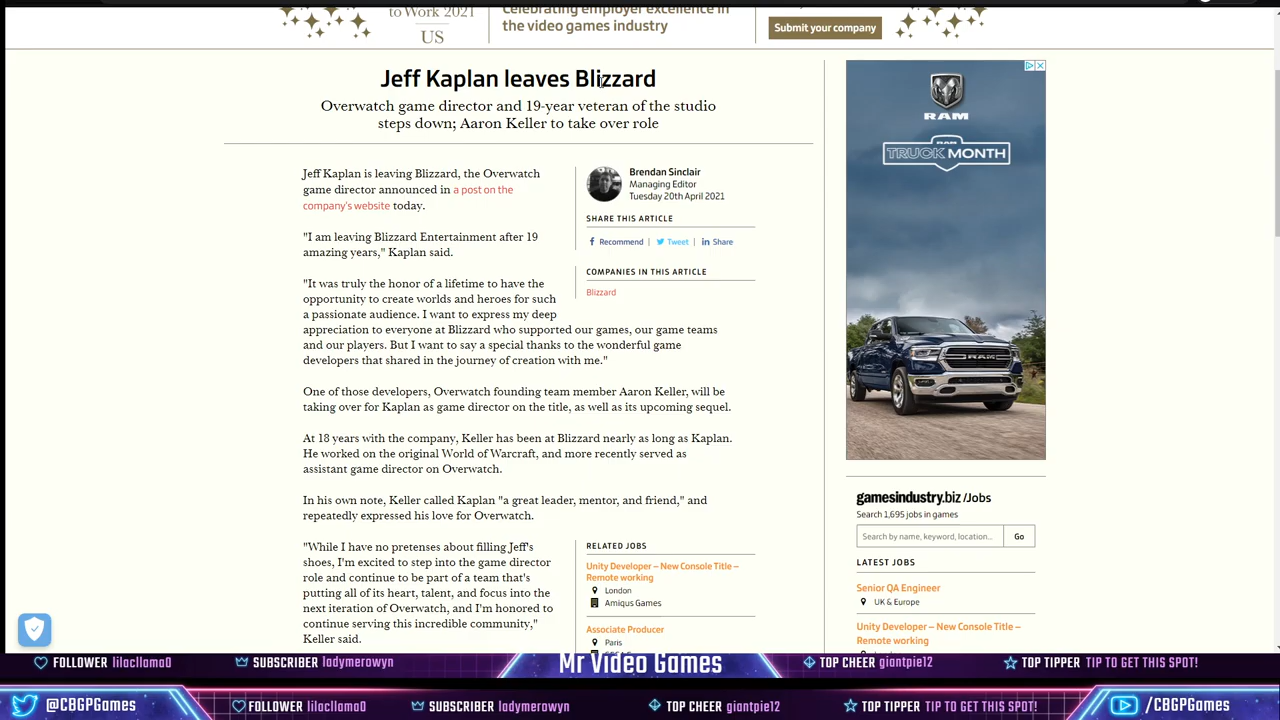 to Work 2021
US
Celebrating employer excellence in
the video games industry
Submit your company
Jeff Kaplan leaves Blizzard
Overwatch game director and 19-year veteran of the studio
steps down; Aaron Keller to take over role
Jeff Kaplan is leaving Blizzard, the Overwatch
game director announced in a post on the
company's website today.
"I am leaving Blizzard Entertainment after 19
amazing years," Kaplan said.
"It was truly the honor of a lifetime to have the
opportunity to create worlds and heroes for such
a passionate audience. I want to express my deep
appreciation to everyone at Blizzard who supported our games, our game teams
and our players. But I want to say a special thanks to the wonderful game
developers that shared in the journey of creation with me."
One of those developers, Overwatch founding team member Aaron Keller, will be
taking over for Kaplan as game director on the title, as well as its upcoming sequel.
At 18 years with the company, Keller has been at Blizzard nearly as long as Kaplan.
He worked on the original World of Warcraft, and more recently served as
assistant game director on Overwatch.
In his own note, Keller called Kaplan "a great leader, mentor, and friend," and
repeatedly expressed his love for Overwatch.
"While I have no pretenses about filling Jeff's
shoes, I'm excited to step into the game director
role and continue to be part of a team that's
putting all of its heart, talent, and focus into the
next iteration of Overwatch, and I'm honored to
continue serving this incredible community,"
Keller said.
Brendan Sinclair
Managing Editor
Tuesday 20th April 2021
SHARE THIS ARTICLE
Recommend | Tweet | in Share
COMPANIES IN THIS ARTICLE
Blizzard
RELATED JOBS
Unity Developer – New Console Title –
Remote working
London
Amiqus Games
Associate Producer
Paris
RAM
RAM
TRUCK MONTH
gamesindustry.biz /Jobs
Search 1,695 jobs in games
Search by name, keyword, location...
Go
LATEST JOBS
Senior QA Engineer
UK & Europe
Unity Developer – New Console Title –
Remote working
FOLLOWER lilacllama0
SUBSCRIBER ladymerowyn
Mr Video Games
TOP CHEER giantpie12
TOP TIPPER TIP TO GET THIS SPOT!
@CBGPGames
FOLLOWER lilacllama0
SUBSCRIBER ladymerowyn
TOP CHEER giantpie12
TOP TIPPER TIP TO GET THIS SPOT!
/CBGPGames